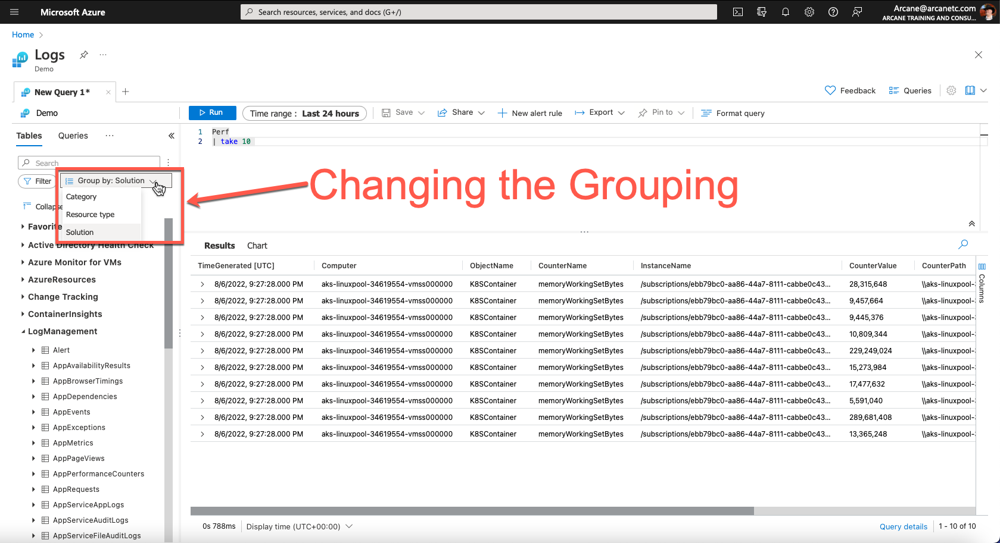 Microsoft Azure
Search resources, services, and docs (G+/)
Arcane@arcanetc.com
ARCANE TRAINING AND CONSU...
Home
Logs
Demo
New Query 1*
Feedback
Queries
Demo
Run
Time range : Last 24 hours
Save
Share
New alert rule
Export
Pin to
Format query
Tables
Queries
1 Perf
2 | take 10
Search
Filter
Group by: Solution
Category
Collapse
Resource type
Favorite
Solution
Changing the Grouping
Active Directory Health Check
Azure Monitor for VMs
AzureResources
Change Tracking
ContainerInsights
LogManagement
Alert
AppAvailabilityResults
AppBrowserTimings
AppDependencies
AppEvents
AppExceptions
AppMetrics
AppPageViews
AppPerformanceCounters
AppRequests
AppServiceAppLogs
AppServiceAuditLogs
AppServiceFileAuditLogs
Results Chart
TimeGenerated [UTC] Computer ObjectName CounterName InstanceName CounterValue CounterPath
8/6/2022, 9:27:28.000 PM aks-linuxpool-34619554-vmss000000 K8SContainer memoryWorkingSetBytes /subscriptions/ebb79bc0-aa86-44a7-8111-cabbe0c43... 28,315,648 \\aks-linuxpool-
8/6/2022, 9:27:28.000 PM aks-linuxpool-34619554-vmss000000 K8SContainer memoryWorkingSetBytes /subscriptions/ebb79bc0-aa86-44a7-8111-cabbe0c43... 9,457,664 \\aks-linuxpool-
8/6/2022, 9:27:28.000 PM aks-linuxpool-34619554-vmss000000 K8SContainer memoryWorkingSetBytes /subscriptions/ebb79bc0-aa86-44a7-8111-cabbe0c43... 9,445,376 \\aks-linuxpool-
8/6/2022, 9:27:28.000 PM aks-linuxpool-34619554-vmss000000 K8SContainer memoryWorkingSetBytes /subscriptions/ebb79bc0-aa86-44a7-8111-cabbe0c43... 10,809,344 \\aks-linuxpool-
8/6/2022, 9:27:28.000 PM aks-linuxpool-34619554-vmss000000 K8SContainer memoryWorkingSetBytes /subscriptions/ebb79bc0-aa86-44a7-8111-cabbe0c43... 229,249,024 \\aks-linuxpool-
8/6/2022, 9:27:28.000 PM aks-linuxpool-34619554-vmss000000 K8SContainer memoryWorkingSetBytes /subscriptions/ebb79bc0-aa86-44a7-8111-cabbe0c43... 15,273,984 \\aks-linuxpool-
8/6/2022, 9:27:28.000 PM aks-linuxpool-34619554-vmss000000 K8SContainer memoryWorkingSetBytes /subscriptions/ebb79bc0-aa86-44a7-8111-cabbe0c43... 17,477,632 \\aks-linuxpool-
8/6/2022, 9:27:28.000 PM aks-linuxpool-34619554-vmss000000 K8SContainer memoryWorkingSetBytes /subscriptions/ebb79bc0-aa86-44a7-8111-cabbe0c43... 5,591,040 \\aks-linuxpool-
8/6/2022, 9:27:28.000 PM aks-linuxpool-34619554-vmss000000 K8SContainer memoryWorkingSetBytes /subscriptions/ebb79bc0-aa86-44a7-8111-cabbe0c43... 289,681,408 \\aks-linuxpool-
8/6/2022, 9:27:28.000 PM aks-linuxpool-34619554-vmss000000 K8SContainer memoryWorkingSetBytes /subscriptions/ebb79bc0-aa86-44a7-8111-cabbe0c43... 13,365,248 \\aks-linuxpool-
Columns
0s 788ms
Display time (UTC+00:00)
Query details
1 - 10 of 10